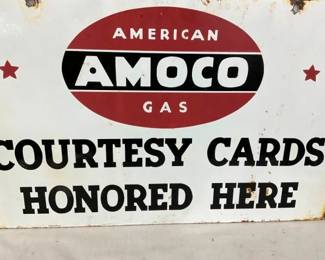 AMERICAN
AMOCO
GAS
COURTESY CARDS
HONORED HERE